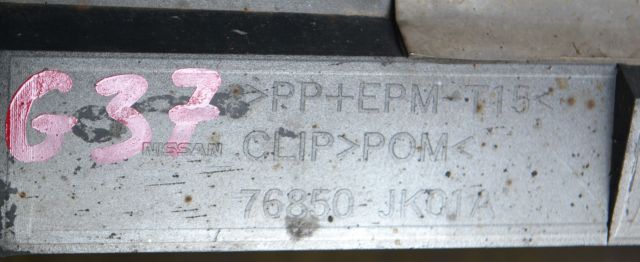 G37
>PP+EPM-T15<
NISSAN CLIP>POM<
76850-JK01A